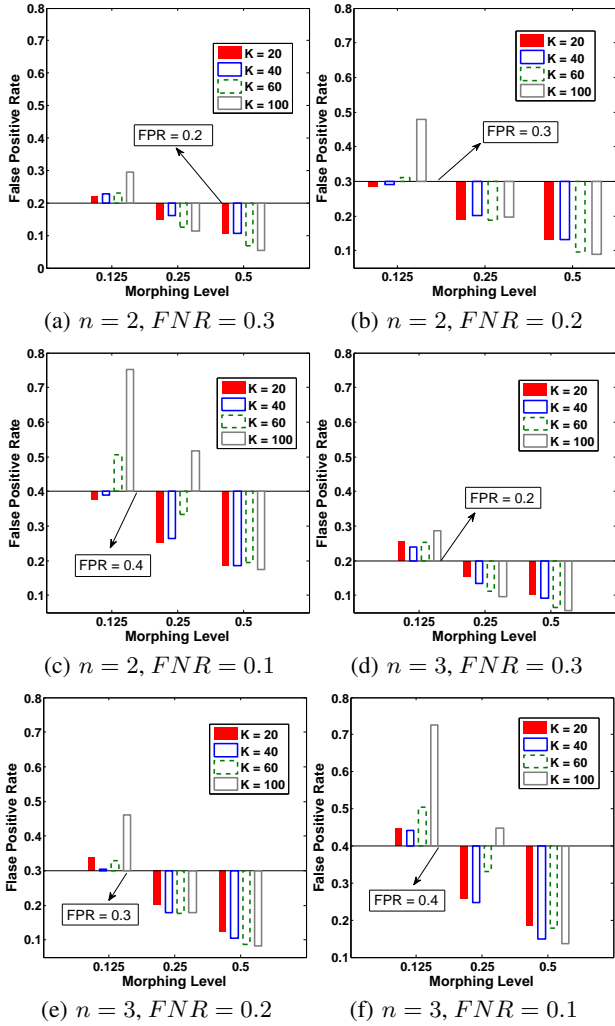 0.8
0.7
0.6
0.5
0.4
0.3
0.2
0.1
0
False Positive Rate
K = 20
K = 40
K = 60
K = 100
FPR = 0.2
0.125 0.25 0.5
Morphing Level
(a) n = 2, FNR = 0.3
0.8
0.7
0.6
0.5
0.4
0.3
0.2
0.1
False Positive Rate
K = 20
K = 40
K = 60
K = 100
FPR = 0.3
0.125 0.25 0.5
Morphing Level
(b) n = 2, FNR = 0.2
0.8
0.7
0.6
0.5
0.4
0.3
0.2
0.1
False Positive Rate
K = 20
K = 40
K = 60
K = 100
FPR = 0.4
0.125 0.25 0.5
Morphing Level
(c) n = 2, FNR = 0.1
0.8
0.7
0.6
0.5
0.4
0.3
0.2
0.1
Flase Positive Rate
K = 20
K = 40
K = 60
K = 100
FPR = 0.2
0.125 0.25 0.5
Morphing Level
(d) n = 3, FNR = 0.3
0.8
0.7
0.6
0.5
0.4
0.3
0.2
0.1
Flase Positive Rate
K = 20
K = 40
K = 60
K = 100
FPR = 0.3
0.125 0.25 0.5
Morphing Level
(e) n = 3, FNR = 0.2
0.8
0.7
0.6
0.5
0.4
0.3
0.2
0.1
False Positive Rate
K = 20
K = 40
K = 60
K = 100
FPR = 0.4
0.125 0.25 0.5
Morphing Level
(f) n = 3, FNR = 0.1